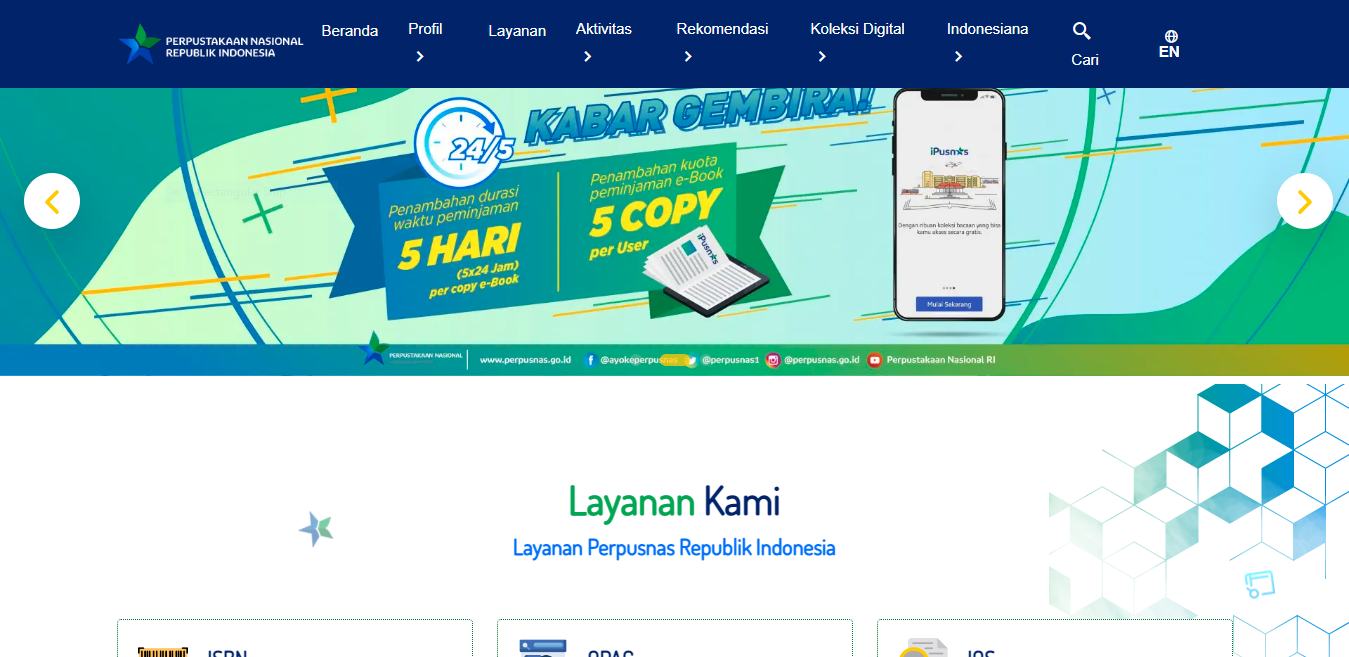 PERPUSTAKAAN NASIONAL
REPUBLIK INDONESIA
Beranda
Profil
Layanan
Aktivitas
Rekomendasi
Koleksi Digital
Indonesiana
Cari
EN
24/5
KABAR GEMBIRA!
Penambahan durasi
waktu peminjaman
5 HARI
(5x24 Jam)
per copy e-Book
Penambahan kuota
peminjaman e-Book
5 COPY
per User
iPusnas
iPusnas
Dengan ribuan koleksi bacaan yang bisa
kamu akses secara gratis.
Mulai Sekarang
PERPUSTAKAAN NASIONAL
www.perpusnas.go.id
@ayokeperpusnas
@perpusnas1
@perpusnas.go.id
Perpustakaan Nasional RI
Layanan Kami
Layanan Perpusnas Republik Indonesia
ISBN
OPAC